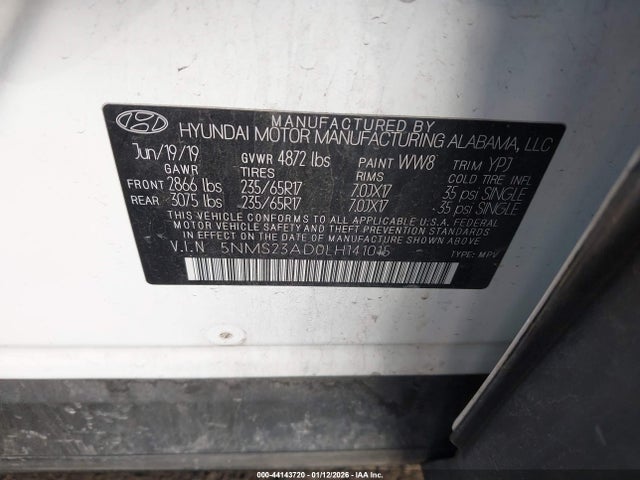 MANUFACTURED BY
HYUNDAI MOTOR MANUFACTURING ALABAMA, LLC
Jun/19/19 GVWR 4872 lbs PAINT WW8 TRIM YPJ
GAWR TIRES RIMS COLD TIRE INFL
FRONT 2866 lbs 235/65R17 7.0JX17 35 psi SINGLE
REAR 3075 lbs 235/65R17 7.0JX17 35 psi SINGLE
THIS VEHICLE CONFORMS TO ALL APPLICABLE U.S.A. FEDERAL
MOTOR VEHICLE SAFETY, BUMPER, AND THEFT PREVENTION STANDARDS
IN EFFECT ON THE DATE OF MANUFACTURE SHOWN ABOVE.
V.I.N 5NMS23AD0LH141015
TYPE: MPV
000-44143720 - 01/12/2026 - IAA Inc.